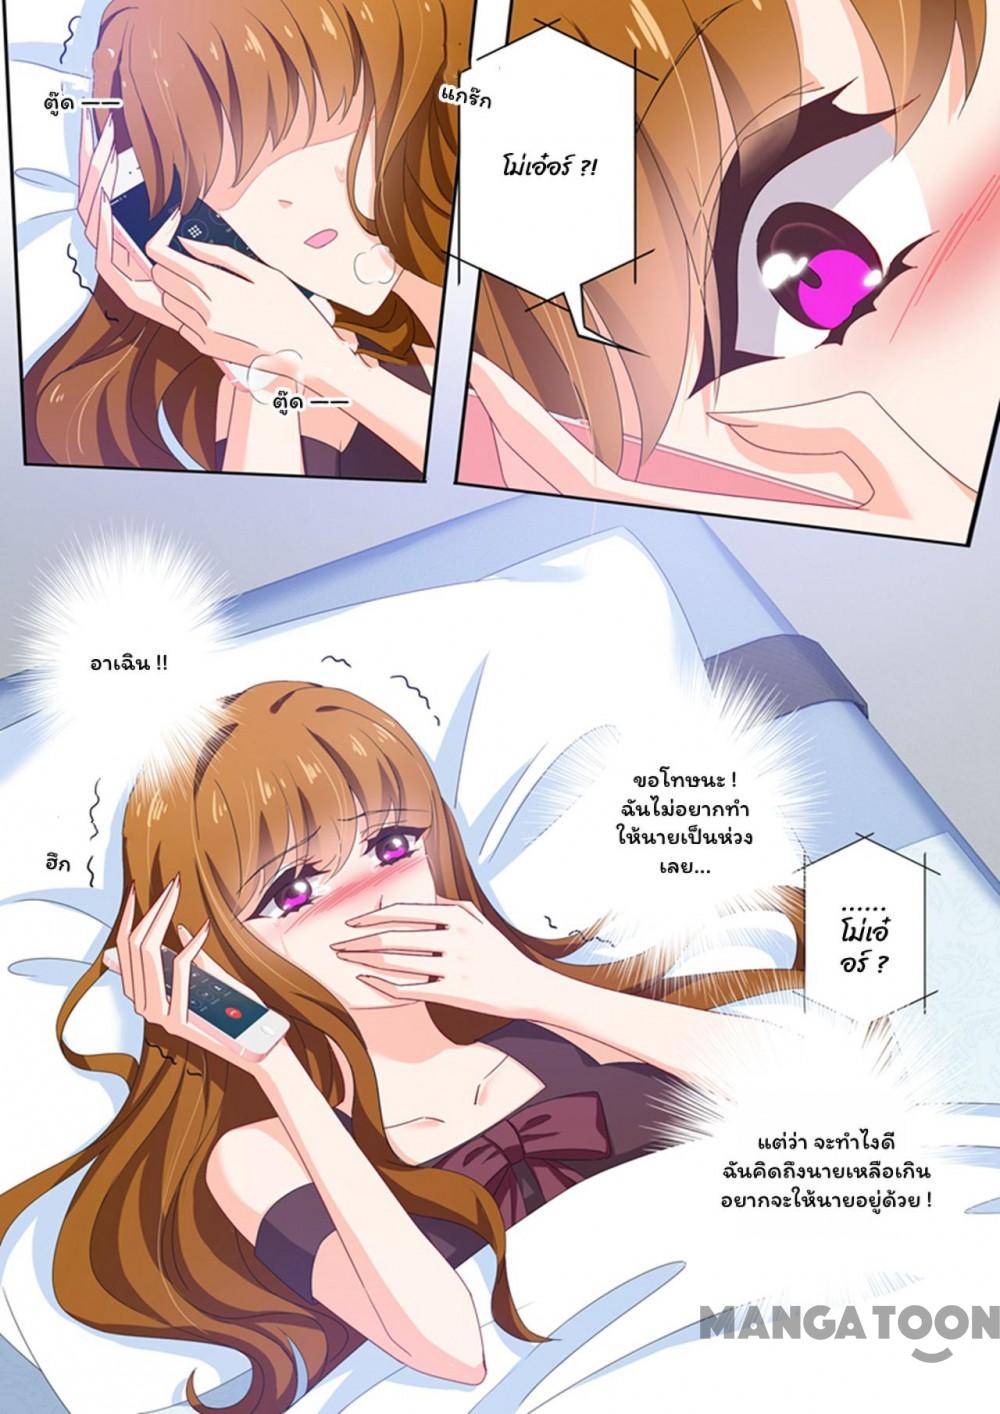 ตู๊ด ——
แกร๊ก
โม่เอ๋อร์ ?!
ตู๊ด ——
อาเฉิน !!
ขอโทษนะ !
ฉันไม่อยากทำ
ให้นายเป็นห่วง
เลย...
ฮึก
......
โม่เอ๋
อร์ ?
แต่ว่า จะทำไงดี
ฉันคิดถึงนายเหลือเกิน
อยากจะให้นายอยู่ด้วย !
MANGATOON